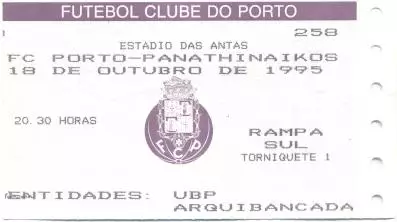 FUTEBOL CLUBE DO PORTO
258
ESTADIO DAS ANTAS
FC PORTO-PANATHINAIKOS
18 DE OUTUBRO DE 1995
20.30 HORAS
FCP
RAMPA
SUL
TORNIQUETE 1
ENTIDADES: UBP
ARQUIBANCADA